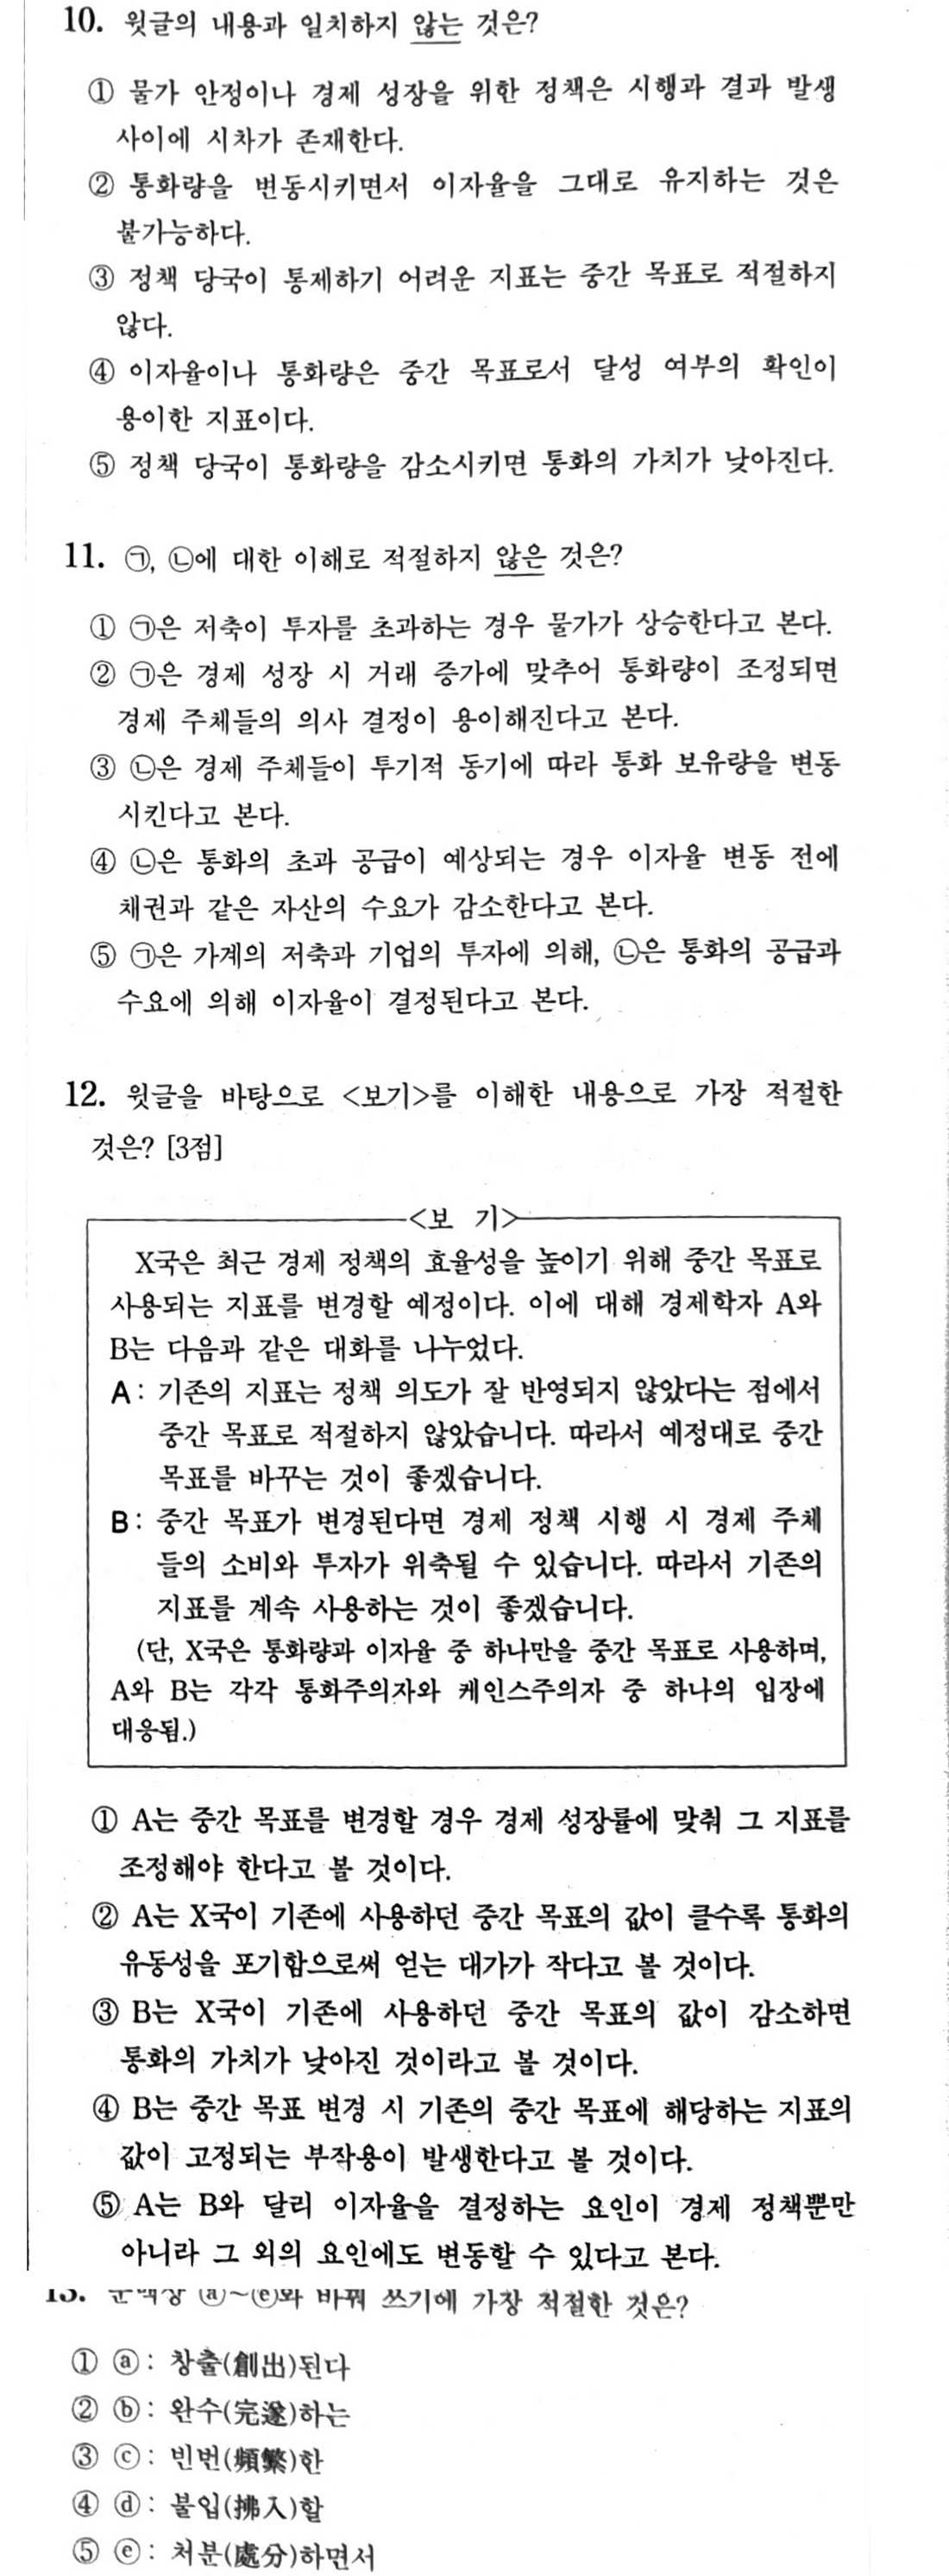 10. 윗글의 내용과 일치하지 않는 것은?
① 물가 안정이나 경제 성장을 위한 정책은 시행과 결과 발생
사이에 시차가 존재한다.
② 통화량을 변동시키면서 이자율을 그대로 유지하는 것은
불가능하다.
③ 정책 당국이 통제하기 어려운 지표는 중간 목표로 적절하지
않다.
④ 이자율이나 통화량은 중간 목표로서 달성 여부의 확인이
용이한 지표이다.
⑤ 정책 당국이 통화량을 감소시키면 통화의 가치가 낮아진다.
11. ㉠, ㉡에 대한 이해로 적절하지 않은 것은?
① ㉠은 저축이 투자를 초과하는 경우 물가가 상승한다고 본다.
② ㉠은 경제 성장 시 거래 증가에 맞추어 통화량이 조정되면
경제 주체들의 의사 결정이 용이해진다고 본다.
③ ㉡은 경제 주체들이 투기적 동기에 따라 통화 보유량을 변동
시킨다고 본다.
④ ㉡은 통화의 초과 공급이 예상되는 경우 이자율 변동 전에
채권과 같은 자산의 수요가 감소한다고 본다.
⑤ ㉠은 가계의 저축과 기업의 투자에 의해, ㉡은 통화의 공급과
수요에 의해 이자율이 결정된다고 본다.
12. 윗글을 바탕으로 <보기>를 이해한 내용으로 가장 적절한
것은? [3점]
<보 기>
X국은 최근 경제 정책의 효율성을 높이기 위해 중간 목표로
사용되는 지표를 변경할 예정이다. 이에 대해 경제학자 A와
B는 다음과 같은 대화를 나누었다.
A: 기존의 지표는 정책 의도가 잘 반영되지 않았다는 점에서
중간 목표로 적절하지 않았습니다. 따라서 예정대로 중간
목표를 바꾸는 것이 좋겠습니다.
B: 중간 목표가 변경된다면 경제 정책 시행 시 경제 주체
들의 소비와 투자가 위축될 수 있습니다. 따라서 기존의
지표를 계속 사용하는 것이 좋겠습니다.
(단, X국은 통화량과 이자율 중 하나만을 중간 목표로 사용하며,
A와 B는 각각 통화주의자와 케인스주의자 중 하나의 입장에
대응됨.)
① A는 중간 목표를 변경할 경우 경제 성장률에 맞춰 그 지표를
조정해야 한다고 볼 것이다.
② A는 X국이 기존에 사용하던 중간 목표의 값이 클수록 통화의
유동성을 포기함으로써 얻는 대가가 작다고 볼 것이다.
③ B는 X국이 기존에 사용하던 중간 목표의 값이 감소하면
통화의 가치가 낮아진 것이라고 볼 것이다.
④ B는 중간 목표 변경 시 기존의 중간 목표에 해당하는 지표의
값이 고정되는 부작용이 발생한다고 볼 것이다.
⑤ A는 B와 달리 이자율을 결정하는 요인이 경제 정책뿐만
아니라 그 외의 요인에도 변동할 수 있다고 본다.
13. 문맥상 ⓐ~ⓔ와 바꿔 쓰기에 가장 적절한 것은?
① ⓐ: 창출(創出)된다
② ⓑ: 완수(完遂)하는
③ ⓒ: 빈번(頻繁)한
④ ⓓ: 불입(拂入)할
⑤ ⓔ: 처분(處分)하면서